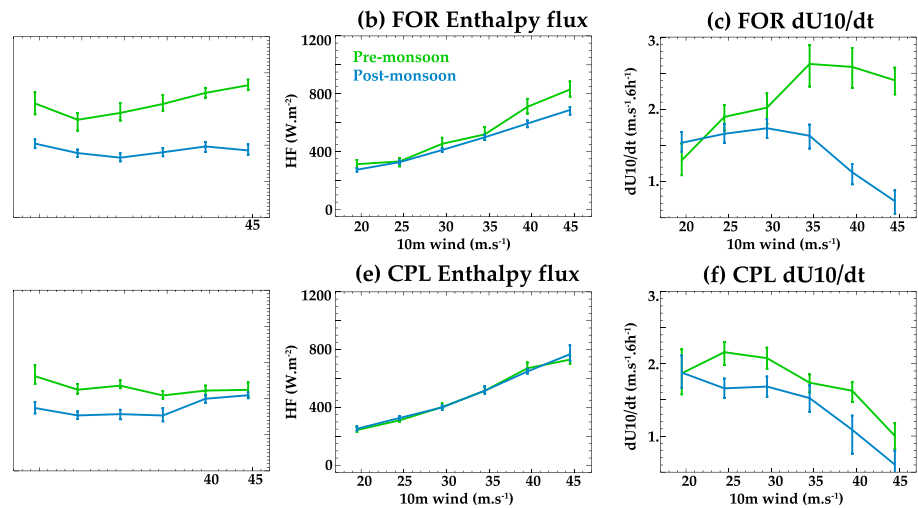 (b) FOR Enthalpy flux
(c) FOR dU10/dt
1200
800
400
0
HF (W.m⁻²)
Pre-monsoon
Post-monsoon
3.
2.
1.
dU10/dt (m.s⁻¹.6h⁻¹)
45
20 25 30 35 40 45
10m wind (m.s⁻¹)
20 25 30 35 40 45
10m wind (m.s⁻¹)
(e) CPL Enthalpy flux
(f) CPL dU10/dt
1200
800
400
0
HF (W.m⁻²)
3.
2.
1.
dU10/dt (m.s⁻¹.6h⁻¹)
40 45
20 25 30 35 40 45
10m wind (m.s⁻¹)
20 25 30 35 40 45
10m wind (m.s⁻¹)